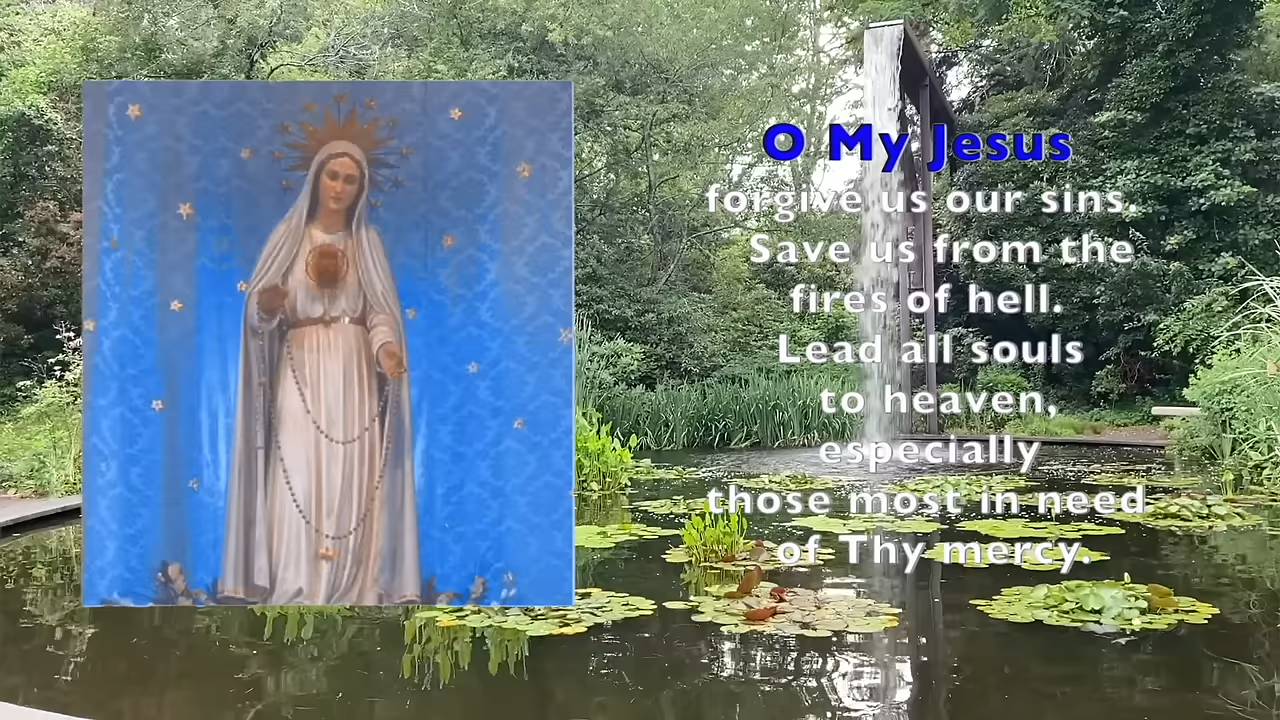 O My Jesus
forgive us our sins.
Save us from the
fires of hell.
Lead all souls
to heaven,
especially
those most in need
of Thy mercy.